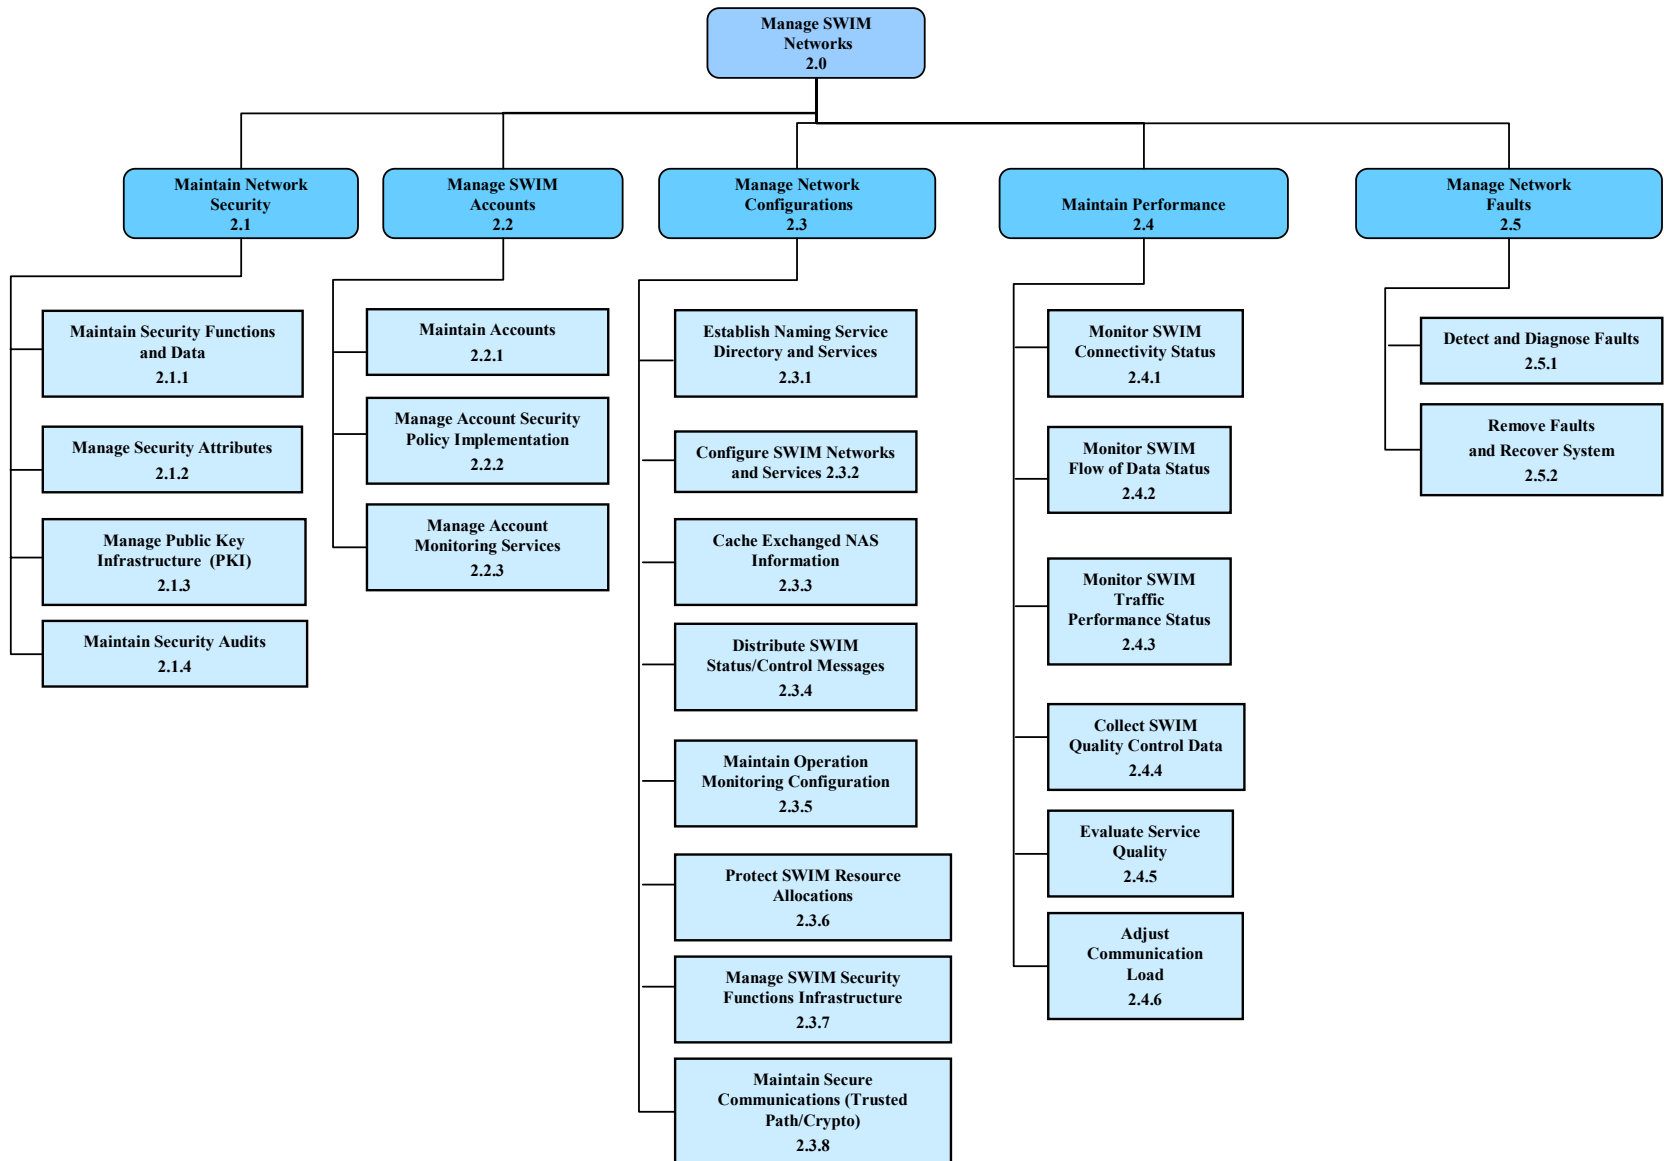 Manage SWIM
Networks
2.0
Maintain Network
Security
2.1
Manage SWIM
Accounts
2.2
Manage Network
Configurations
2.3
Maintain Performance
2.4
Manage Network
Faults
2.5
Maintain Security Functions
and Data
2.1.1
Manage Security Attributes
2.1.2
Manage Public Key
Infrastructure (PKI)
2.1.3
Maintain Security Audits
2.1.4
Maintain Accounts
2.2.1
Manage Account Security
Policy Implementation
2.2.2
Manage Account
Monitoring Services
2.2.3
Establish Naming Service
Directory and Services
2.3.1
Configure SWIM Networks
and Services 2.3.2
Cache Exchanged NAS
Information
2.3.3
Distribute SWIM
Status/Control Messages
2.3.4
Maintain Operation
Monitoring Configuration
2.3.5
Protect SWIM Resource
Allocations
2.3.6
Manage SWIM Security
Functions Infrastructure
2.3.7
Maintain Secure
Communications (Trusted
Path/Crypto)
2.3.8
Monitor SWIM
Connectivity Status
2.4.1
Monitor SWIM
Flow of Data Status
2.4.2
Monitor SWIM
Traffic
Performance Status
2.4.3
Collect SWIM
Quality Control Data
2.4.4
Evaluate Service
Quality
2.4.5
Adjust
Communication
Load
2.4.6
Detect and Diagnose Faults
2.5.1
Remove Faults
and Recover System
2.5.2